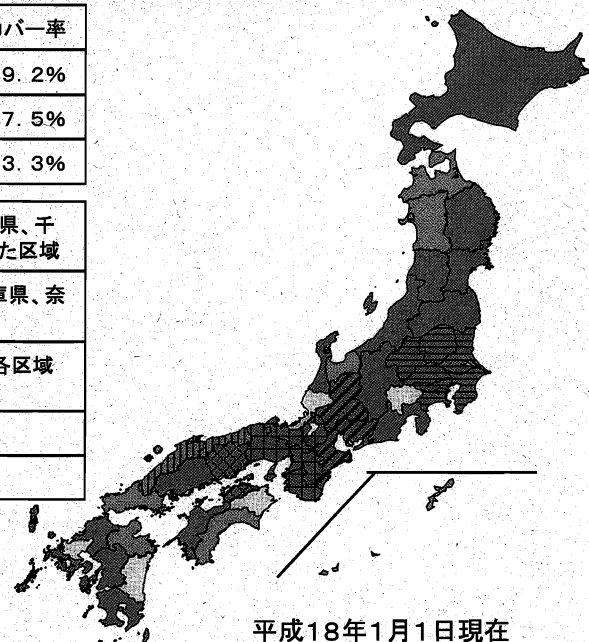 バー率
9.2%
7.5%
3.3%
県、千
た区域
庫県、奈
各区域
平成18年1月1日現在